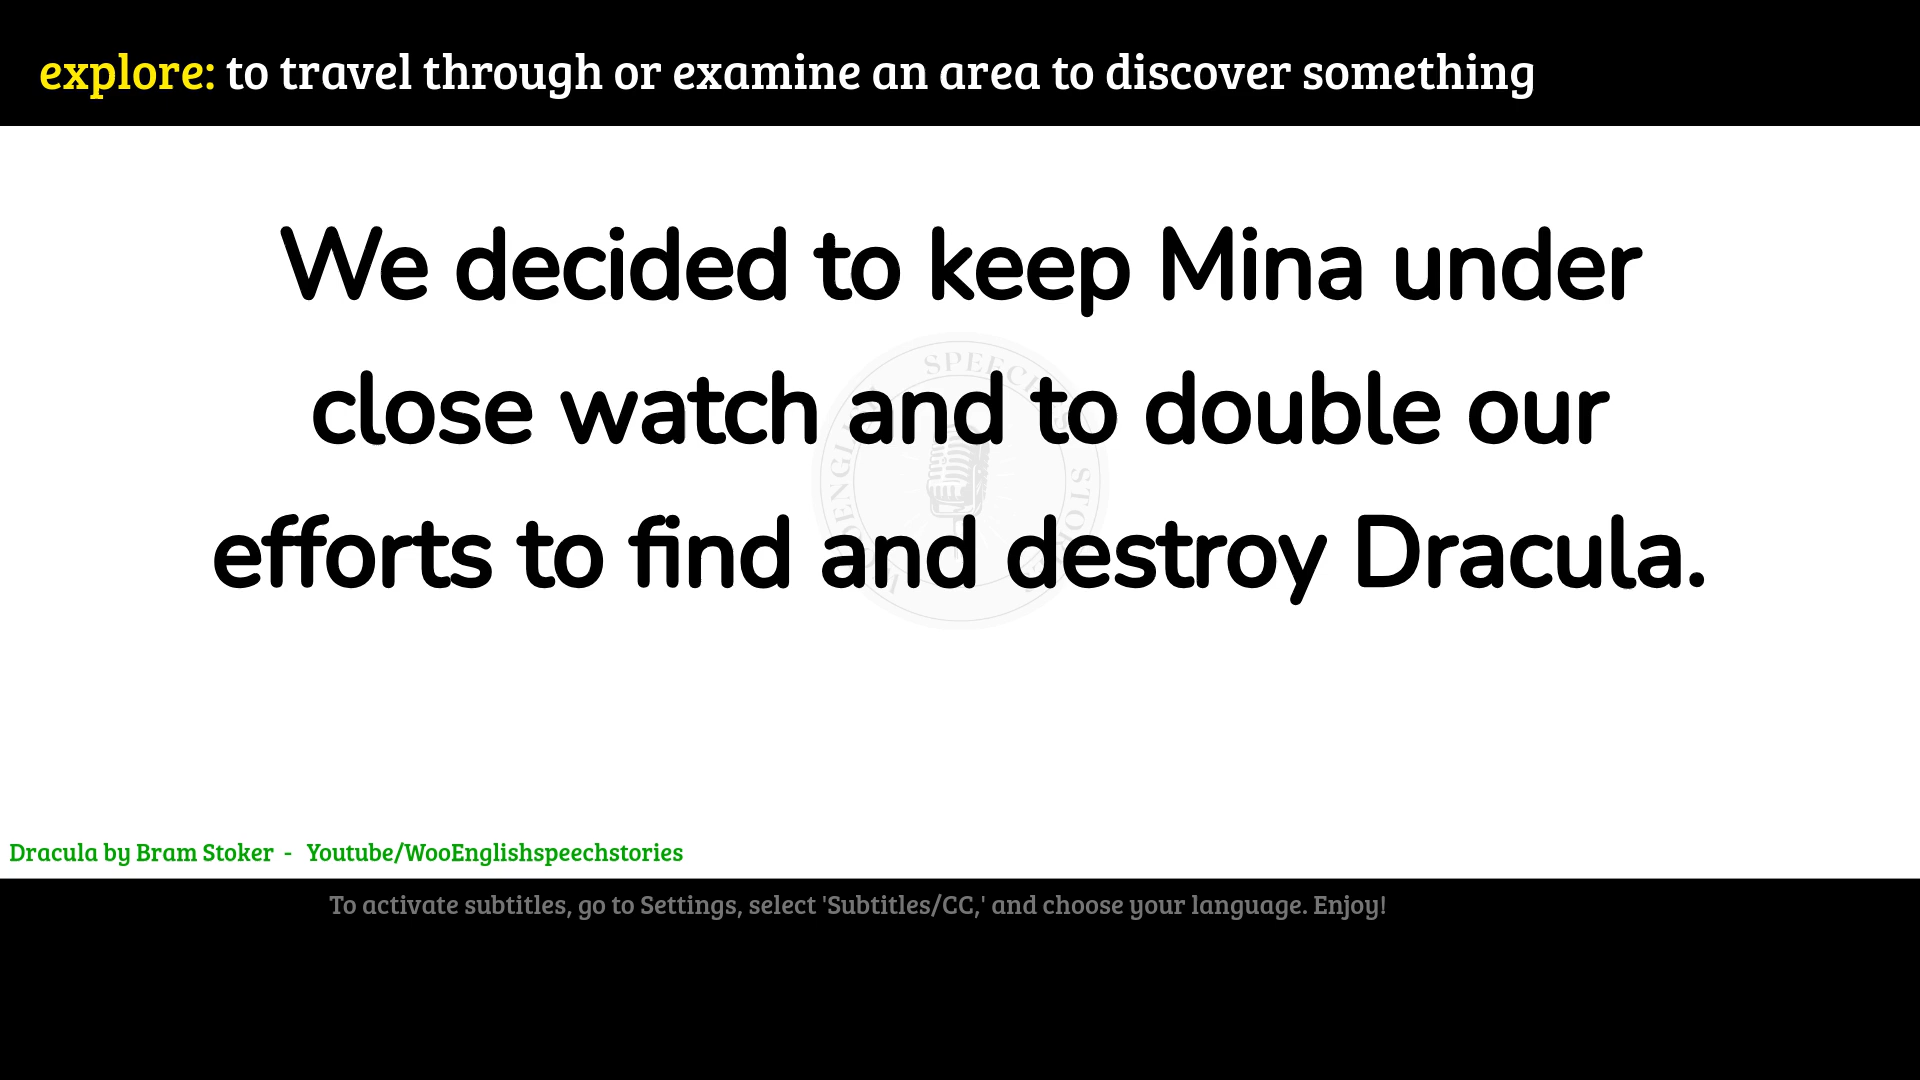 explore: to travel through or examine an area to discover something
We decided to keep Mina under
close watch and to double our
efforts to find and destroy Dracula.
Dracula by Bram Stoker - Youtube/WooEnglishspeechstories
To activate subtitles, go to Settings, select 'Subtitles/CC,' and choose your language. Enjoy!